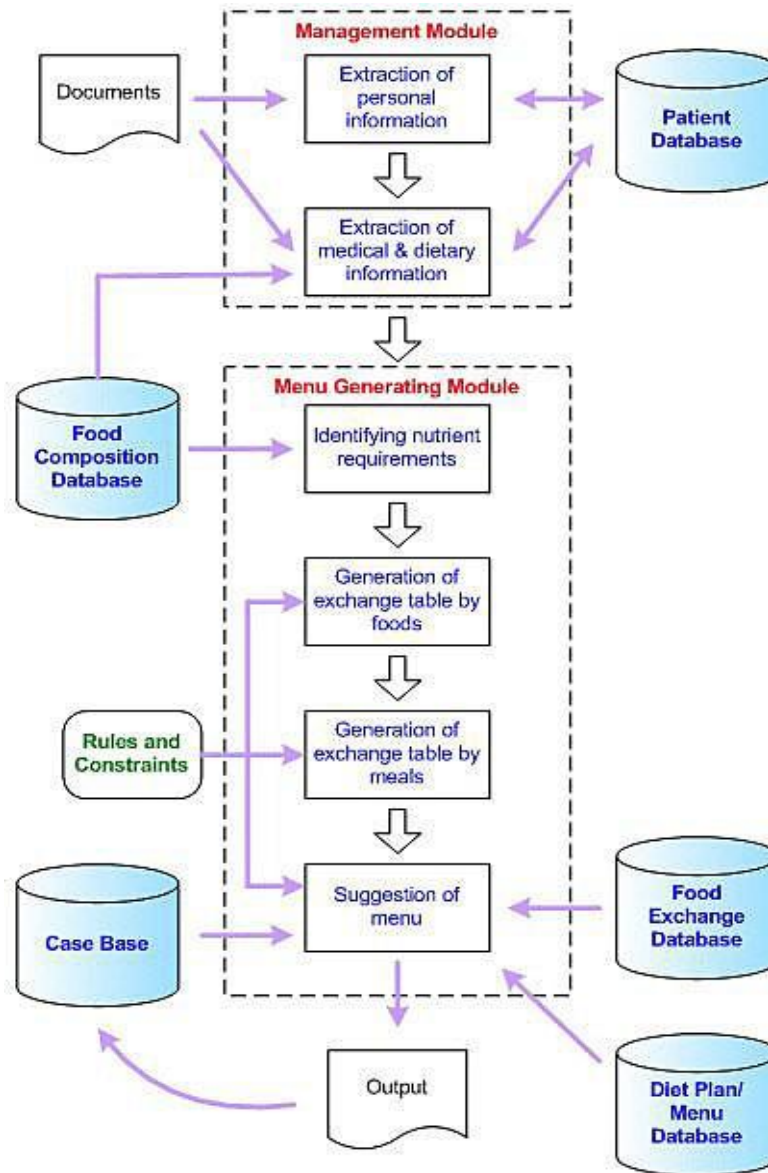 Management Module
Documents
Extraction of
personal
information
Patient
Database
Extraction of
medical & dietary
information
Menu Generating Module
Food
Composition
Database
Identifying nutrient
requirements
Generation of
exchange table by
foods
Rules and
Constraints
Generation of
exchange table by
meals
Case Base
Suggestion of
menu
Food
Exchange
Database
Output
Diet Plan/
Menu
Database